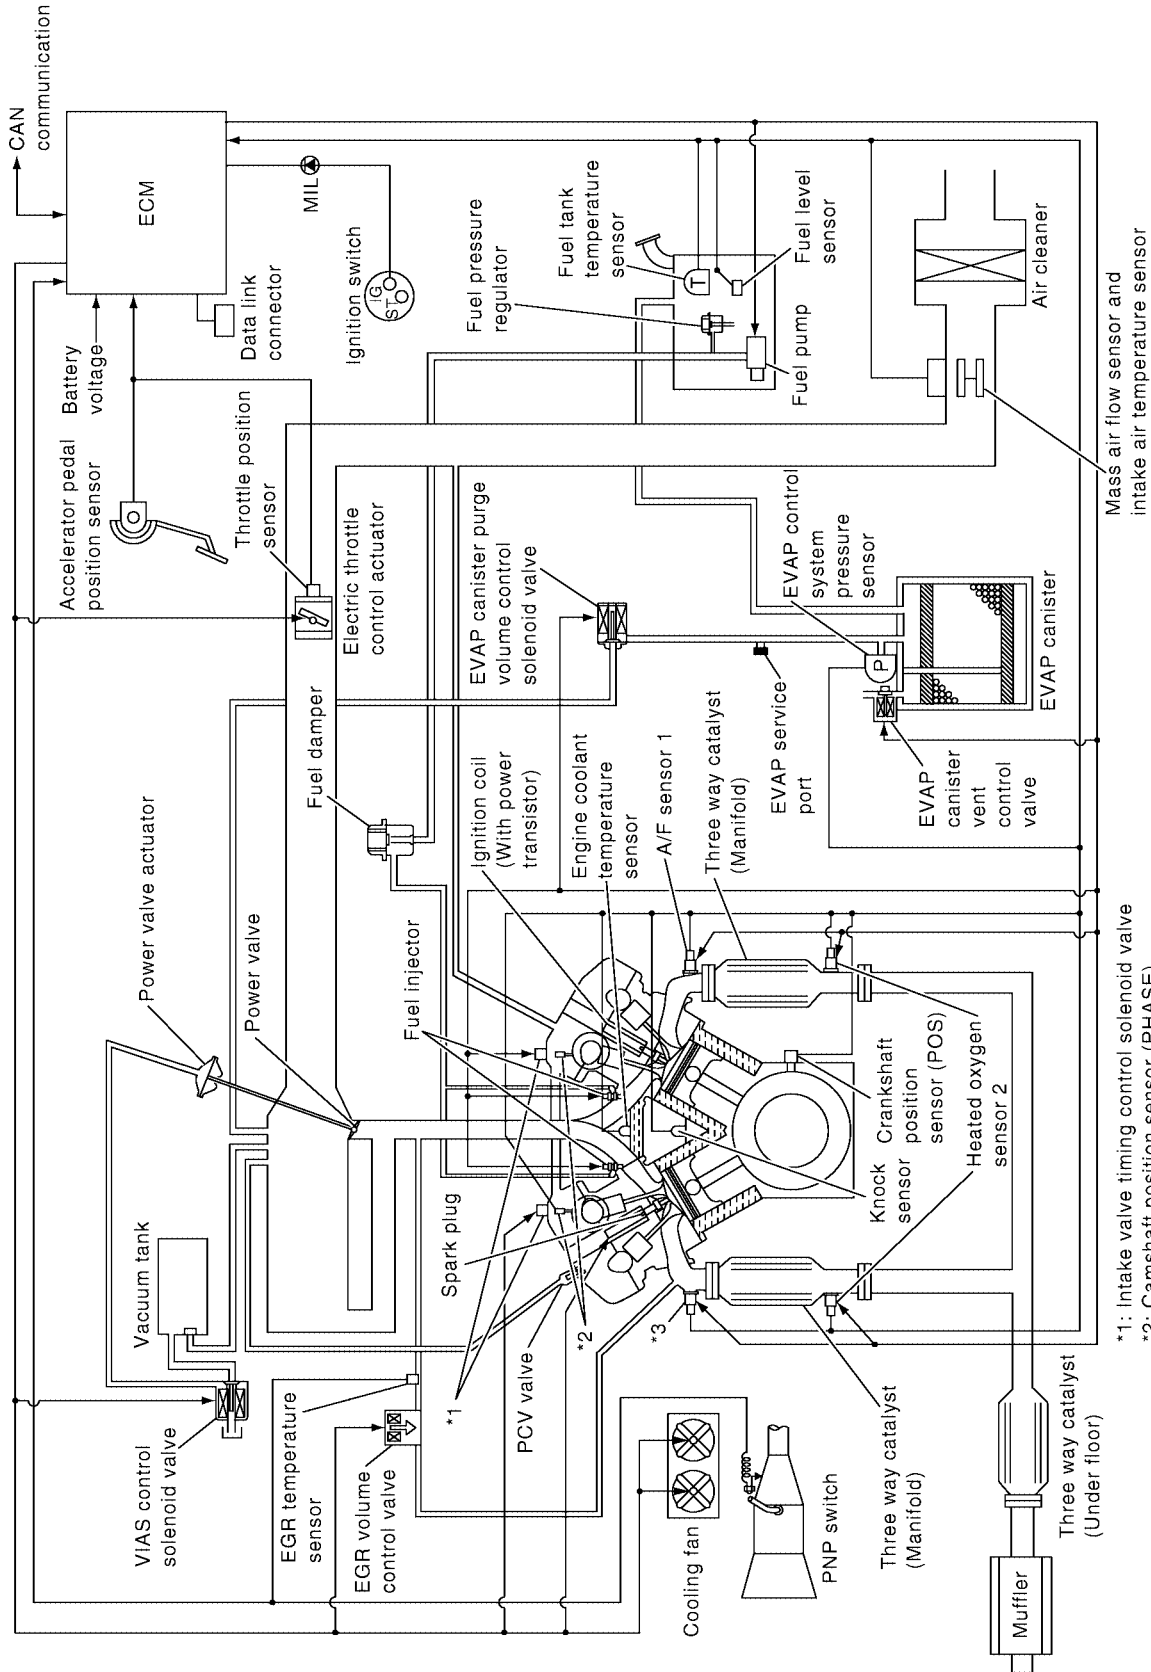 CAN
communication
ECM
MIL
Battery
voltage
Data link
connector
Ignition switch
IG
ST
Accelerator pedal
position sensor
Throttle position
sensor
Electric throttle
control actuator
Fuel pressure
regulator
Fuel tank
temperature
sensor
T
Fuel level
sensor
Fuel pump
Air cleaner
Mass air flow sensor and
intake air temperature sensor
EVAP canister purge
volume control
solenoid valve
EVAP control
system
pressure
sensor
P
EVAP canister
EVAP service
port
EVAP
canister
vent
control
valve
Power valve actuator
Power valve
Fuel damper
Fuel injector
Ignition coil
(With power
transistor)
Engine coolant
temperature
sensor
A/F sensor 1
Three way catalyst
(Manifold)
Vacuum tank
VIAS control
solenoid valve
EGR temperature
sensor
EGR volume
control valve
Spark plug
*1
PCV valve
*2
*3
Knock
sensor
Crankshaft
position
sensor (POS)
Heated oxygen
sensor 2
Cooling fan
PNP switch
Three way catalyst
(Manifold)
Three way catalyst
(Under floor)
Muffler
*1: Intake valve timing control solenoid valve
*2: Camshaft position sensor (PHASE)